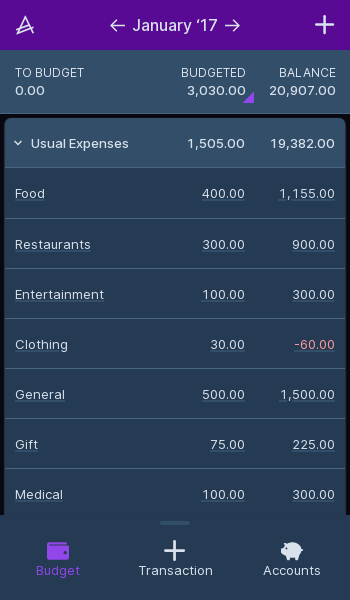 ← January ‘17 →
TO BUDGET BUDGETED BALANCE
0.00 3,030.00 20,907.00
Usual Expenses 1,505.00 19,382.00
Food 400.00 1,155.00
Restaurants 300.00 900.00
Entertainment 100.00 300.00
Clothing 30.00 -60.00
General 500.00 1,500.00
Gift 75.00 225.00
Medical 100.00 300.00
Budget Transaction Accounts